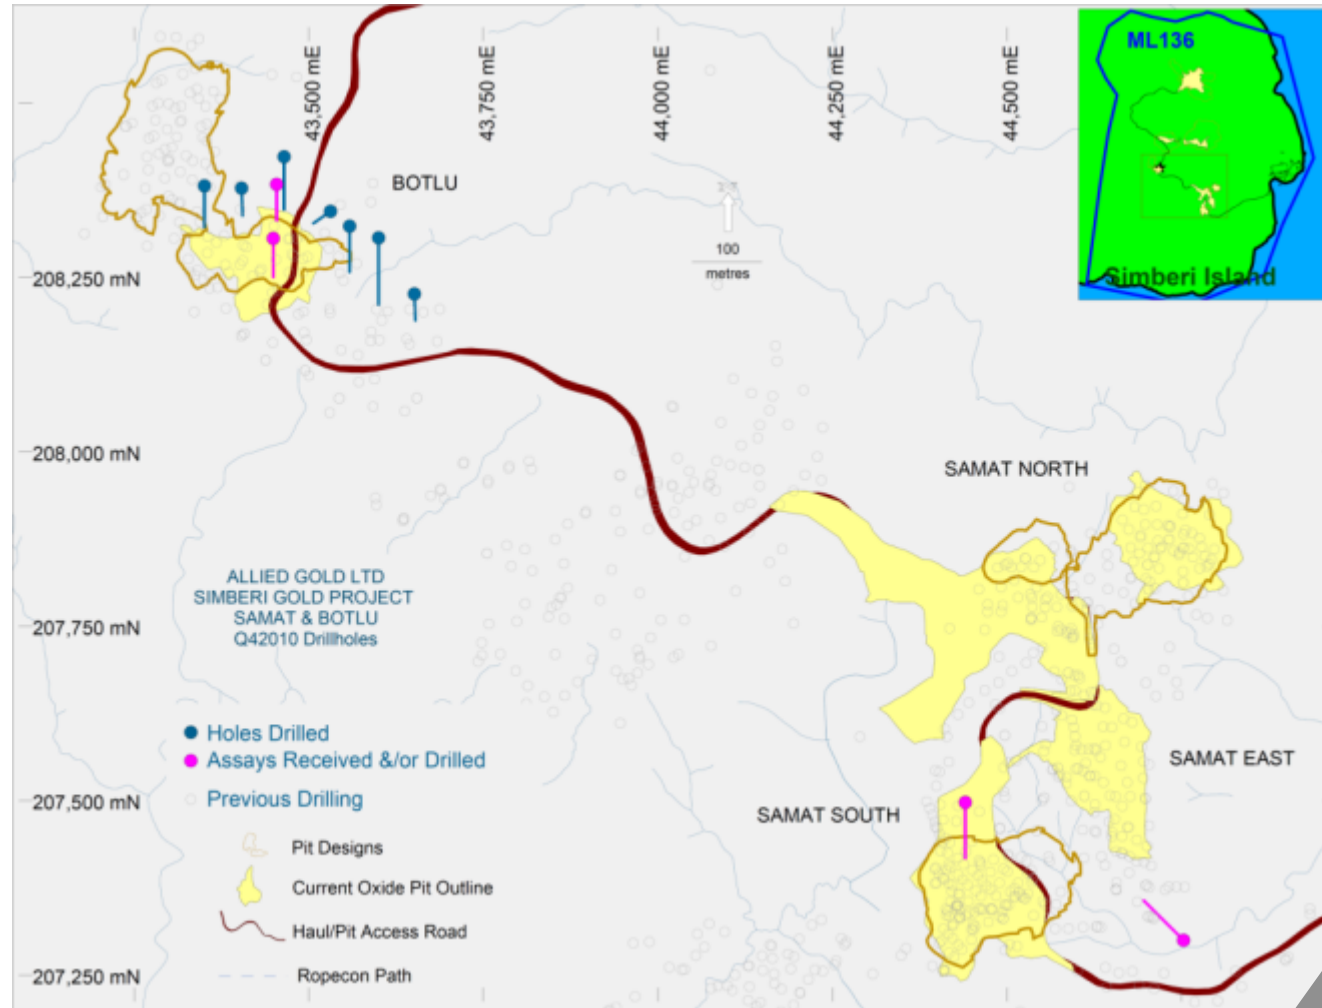 43,500 mE
43,750 mE
44,000 mE
44,250 mE
44,500 mE
ML136
Simberi Island
BOTLU
100
metres
208,250 mN
208,000 mN
207,750 mN
207,500 mN
207,250 mN
SAMAT NORTH
SAMAT EAST
SAMAT SOUTH
ALLIED GOLD LTD
SIMBERI GOLD PROJECT
SAMAT & BOTLU
Q42010 Drillholes
Holes Drilled
Assays Received &/or Drilled
Previous Drilling
Pit Designs
Current Oxide Pit Outline
Haul/Pit Access Road
Ropecon Path